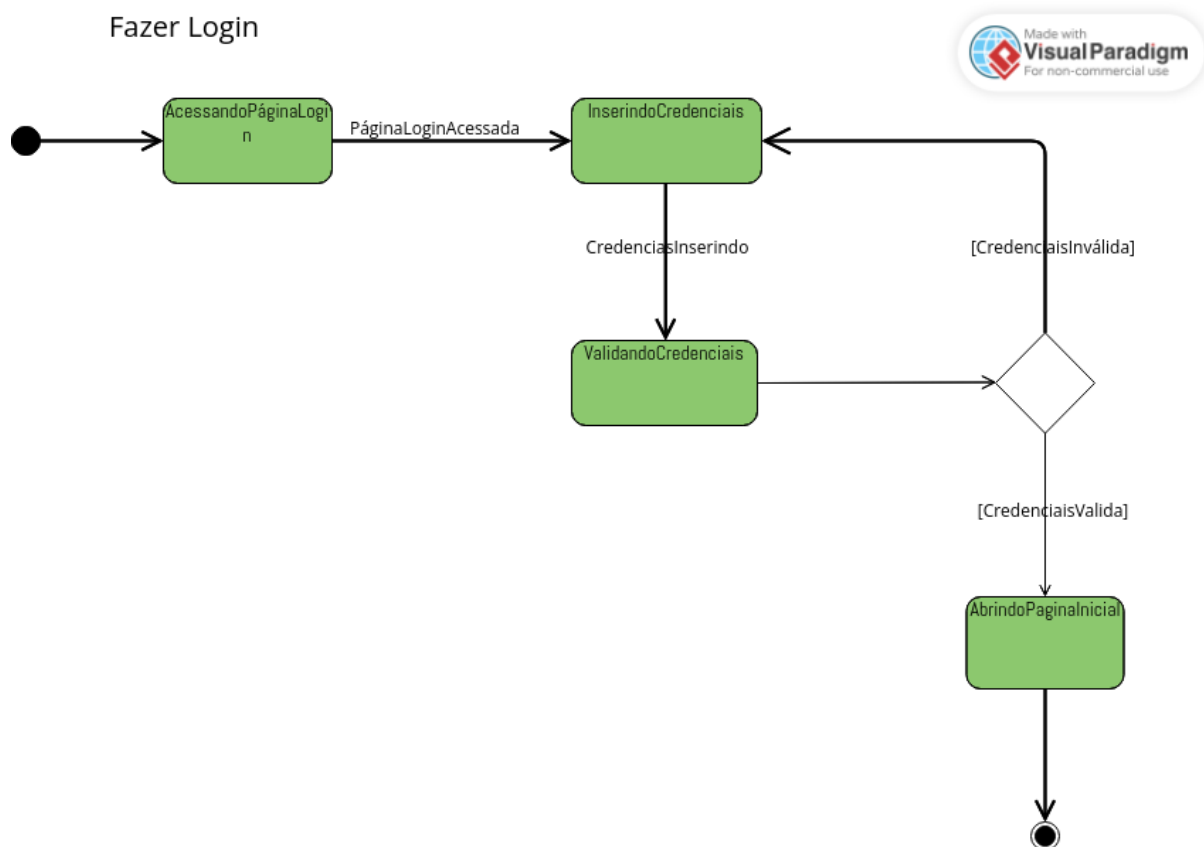 Fazer Login
Made with
Visual Paradigm
For non-commercial use
AcessandoPáginaLogi
n
PáginaLoginAcessada
InserindoCredenciais
CredenciasInserindo
[CredenciaisInválida]
ValidandoCredenciais
[CredenciaisValida]
AbrindoPaginaInicial